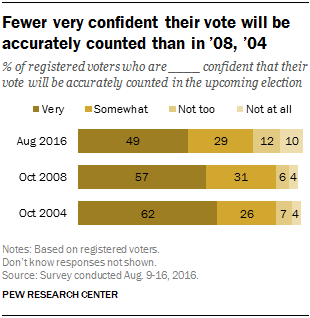 Fewer very confident their vote will be
accurately counted than in ’08, ’04
% of registered voters who are ____ confident that their
vote will be accurately counted in the upcoming election
Very Somewhat Not too Not at all
Aug 2016 49 29 12 10
Oct 2008 57 31 6 4
Oct 2004 62 26 7 4
Notes: Based on registered voters.
Don’t know responses not shown.
Source: Survey conducted Aug. 9-16, 2016.
PEW RESEARCH CENTER